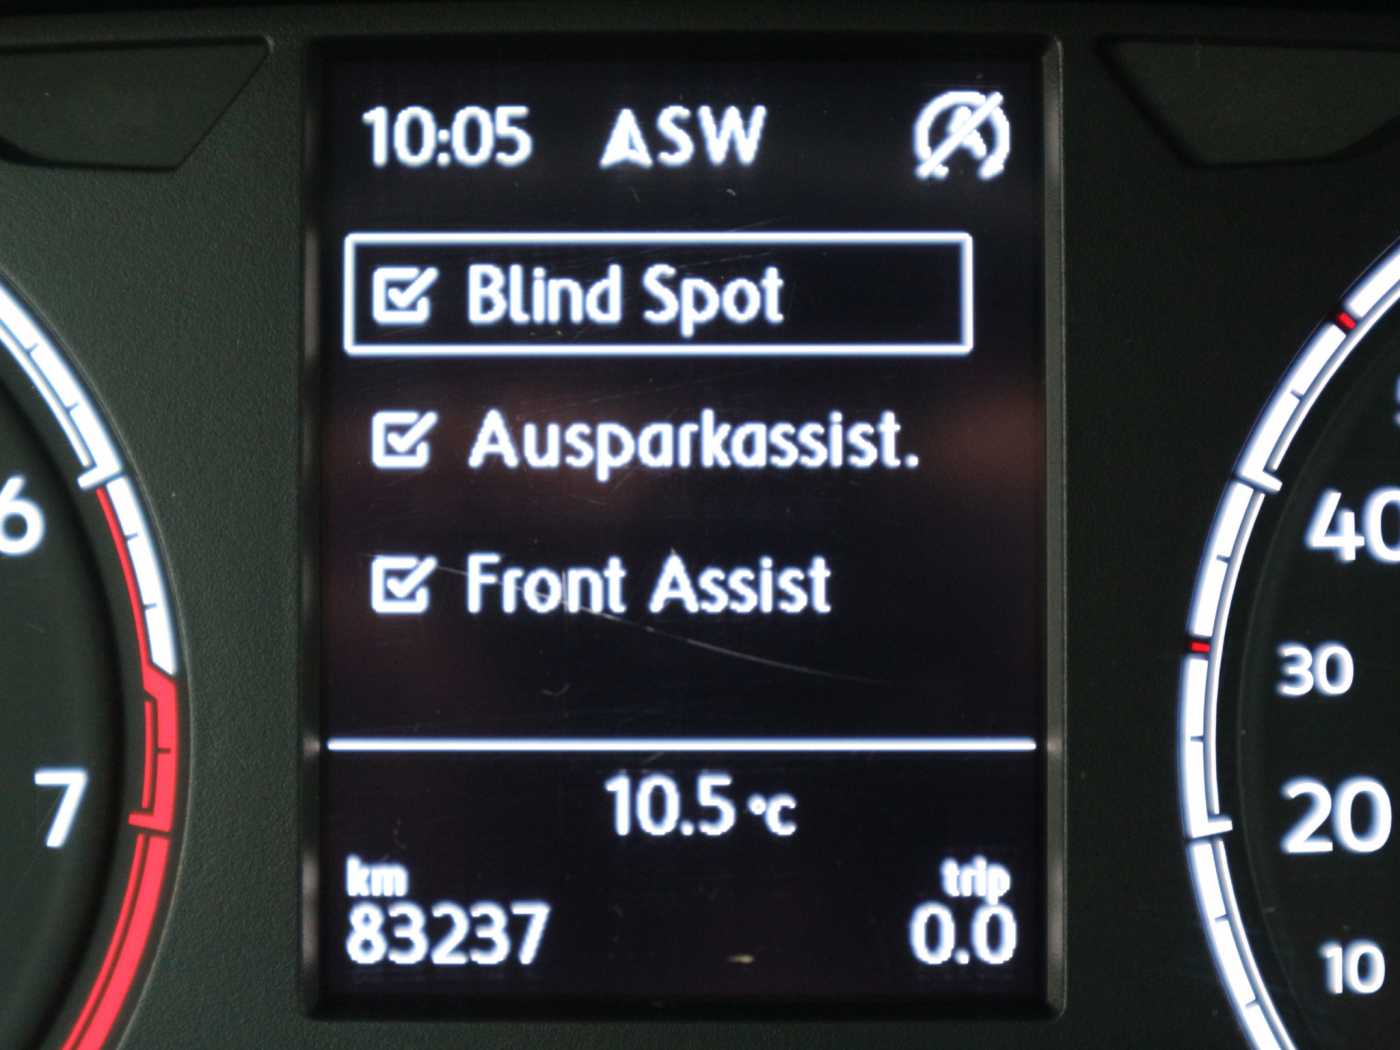 10:05 SW
Blind Spot
Ausparkassist.
Front Assist
10.5 °C
km trip
83237 0.0
6
7
40
30
20
10